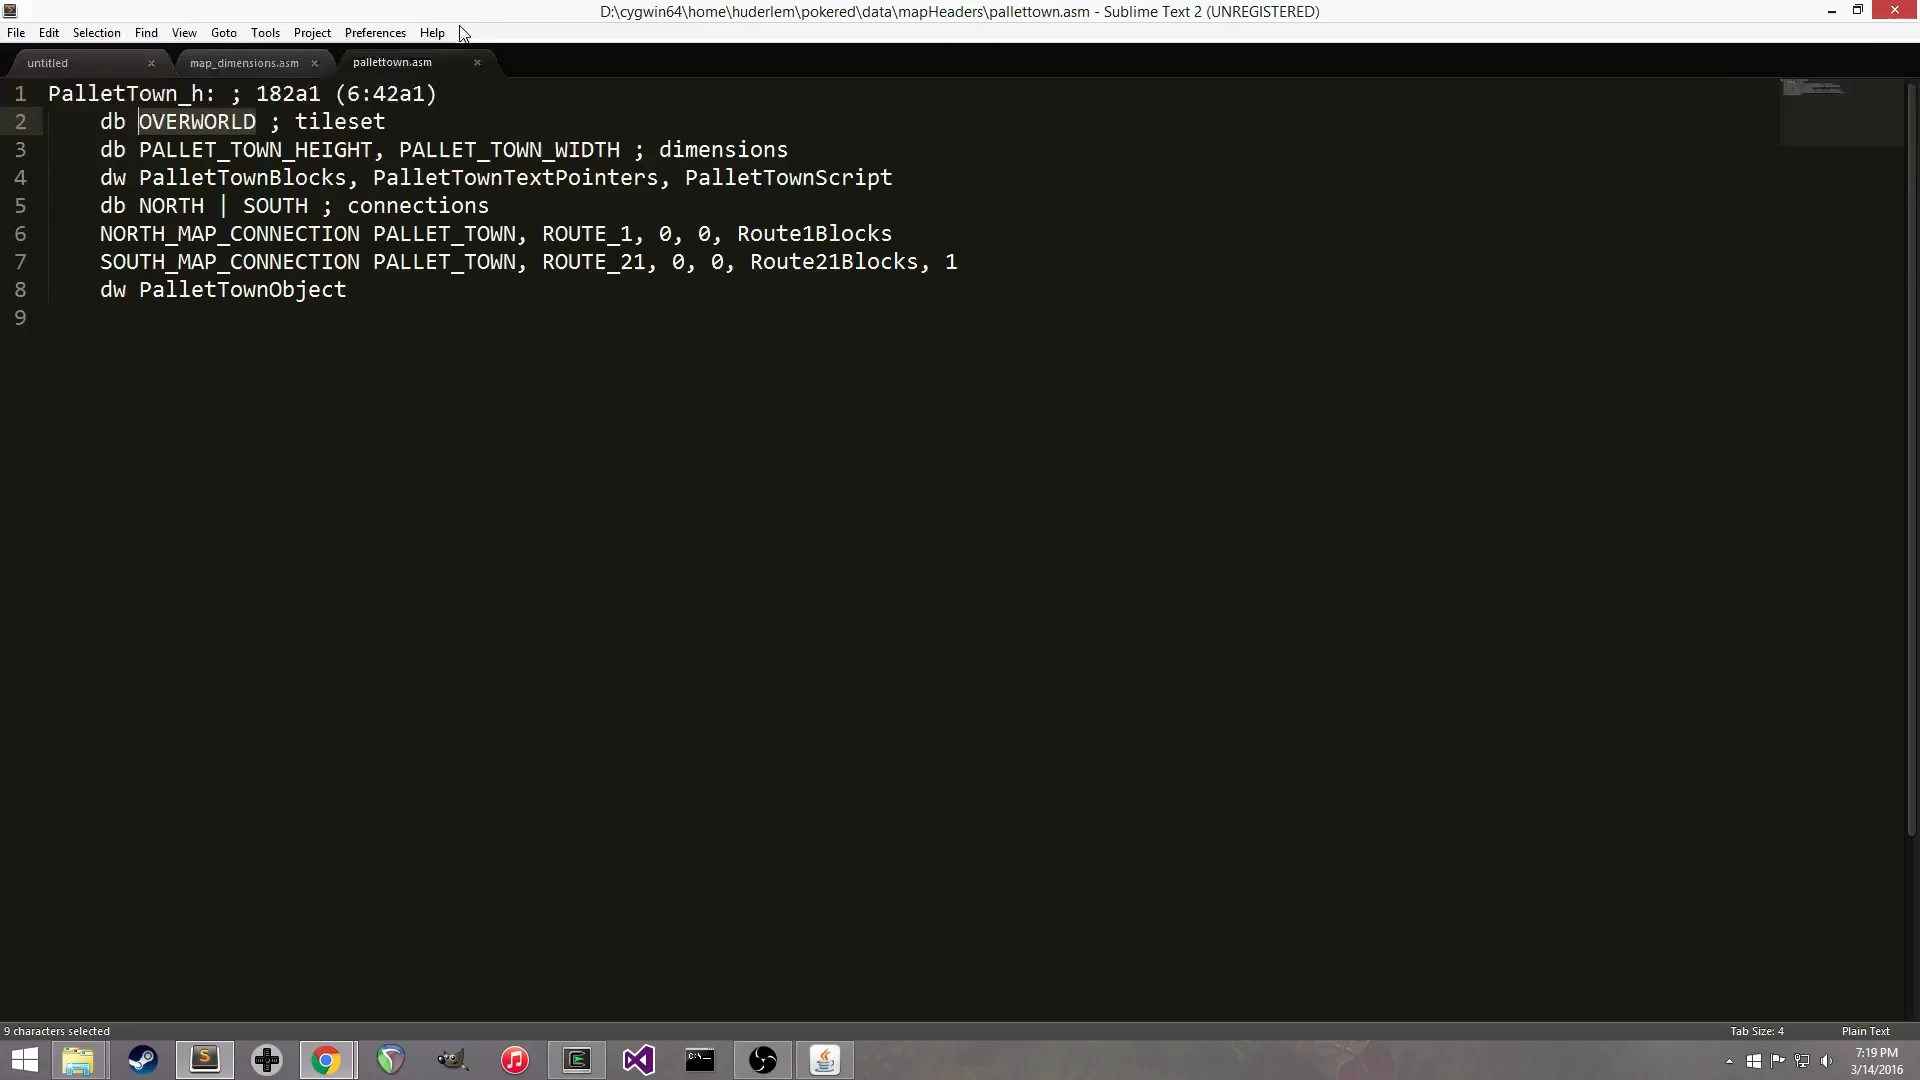 D:\cygwin64\home\huderlem\pokered\data\mapHeaders\pallettown.asm - Sublime Text 2 (UNREGISTERED)
File Edit Selection Find View Goto Tools Project Preferences Help
untitled map_dimensions.asm pallettown.asm
1 PalletTown_h: ; 182a1 (6:42a1)
2 db OVERWORLD ; tileset
3 db PALLET_TOWN_HEIGHT, PALLET_TOWN_WIDTH ; dimensions
4 dw PalletTownBlocks, PalletTownTextPointers, PalletTownScript
5 db NORTH | SOUTH ; connections
6 NORTH_MAP_CONNECTION PALLET_TOWN, ROUTE_1, 0, 0, Route1Blocks
7 SOUTH_MAP_CONNECTION PALLET_TOWN, ROUTE_21, 0, 0, Route21Blocks, 1
8 dw PalletTownObject
9
9 characters selected Tab Size: 4 Plain Text
7:19 PM
3/14/2016